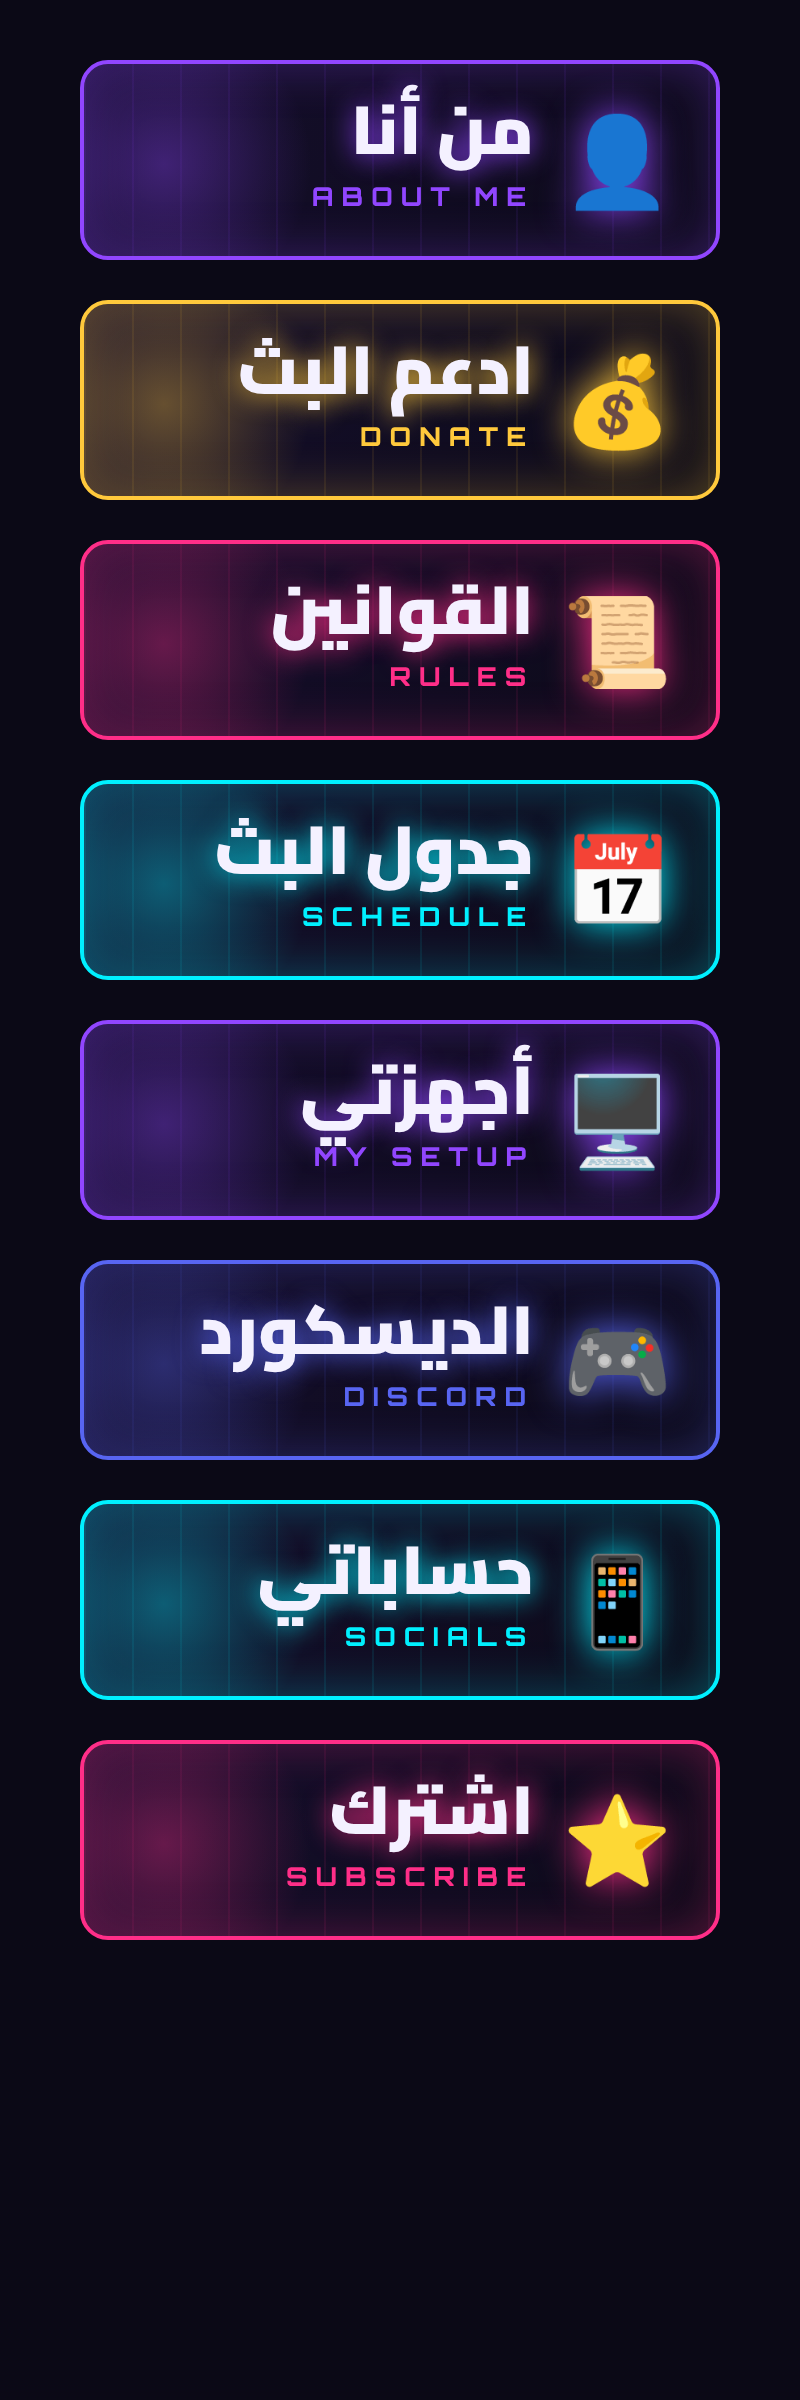 من أنا
ABOUT ME
ادعم البث
DONATE
$
القوانين
RULES
جدول البث
SCHEDULE
July
17
أجهزتي
MY SETUP
الديسكورد
DISCORD
حساباتي
SOCIALS
اشترك
SUBSCRIBE